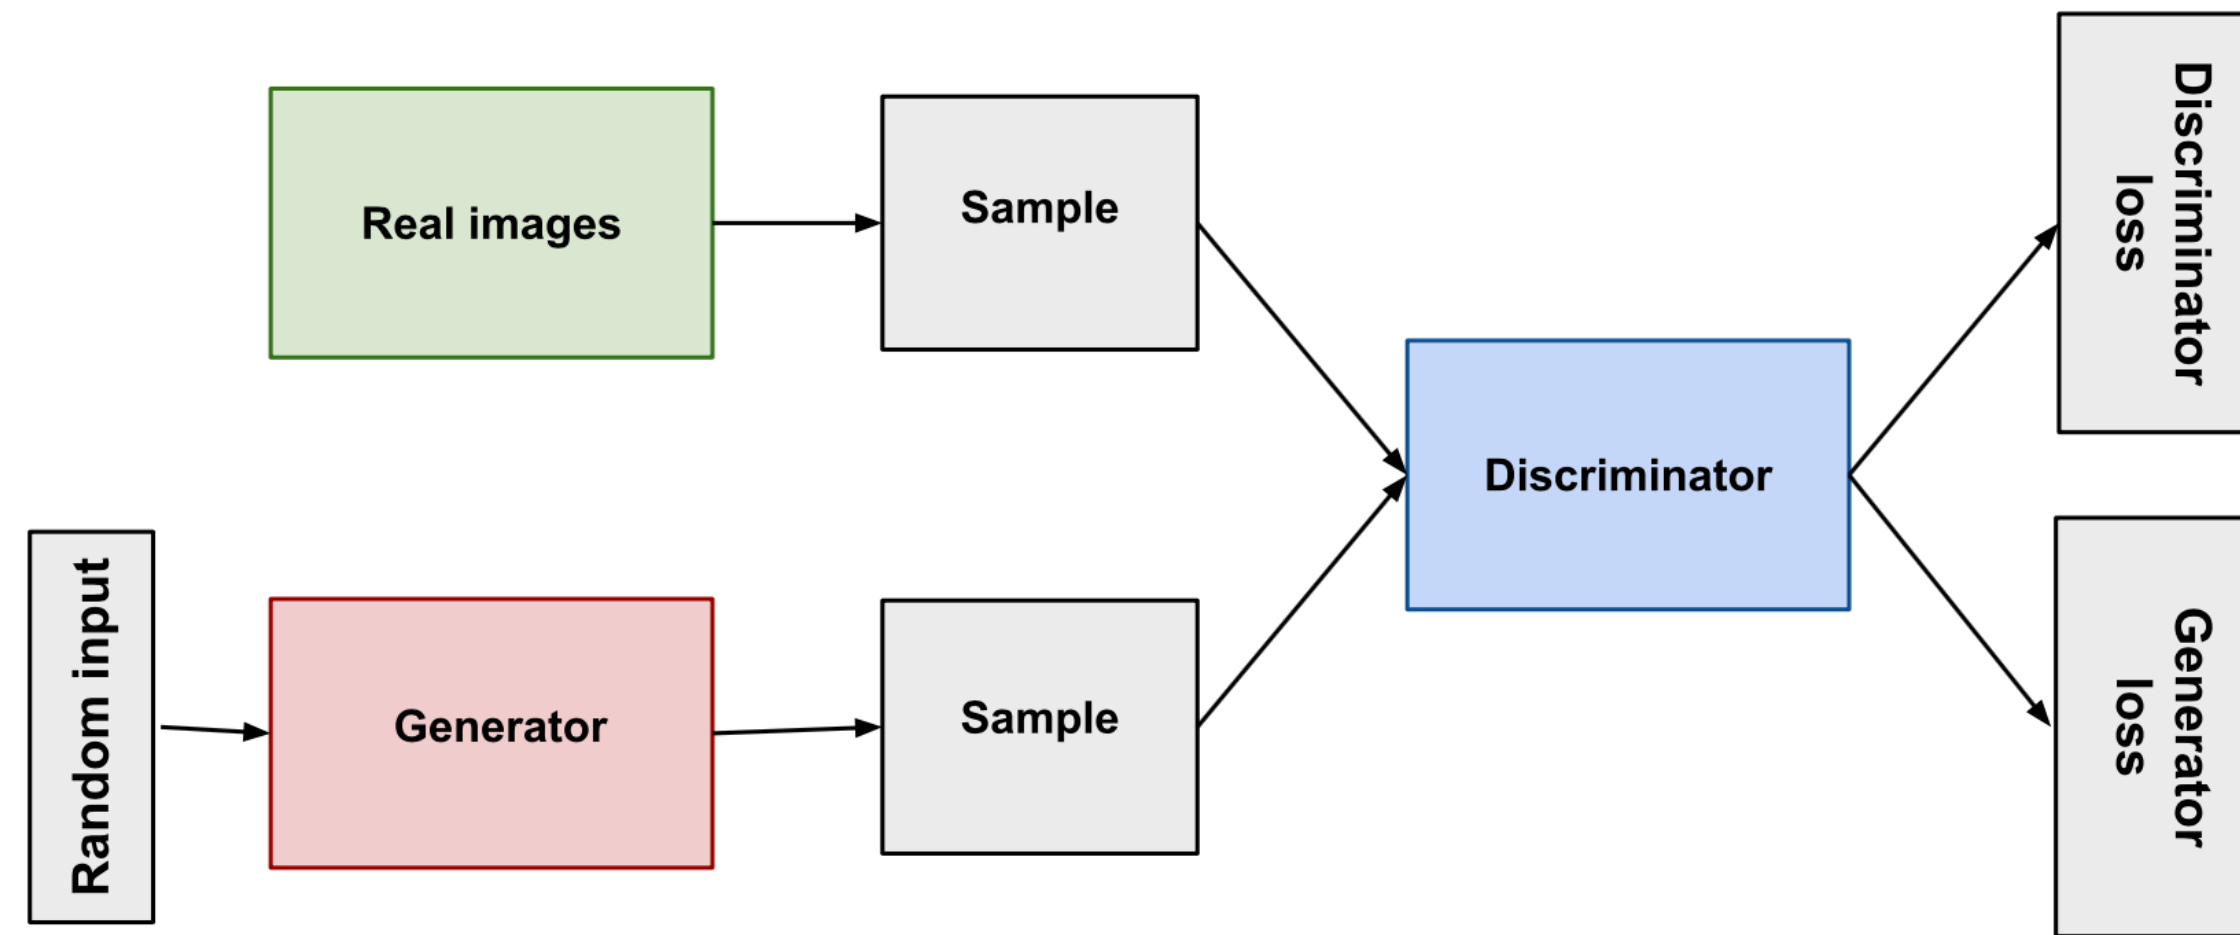 Real images
Sample
Discriminator
loss
Discriminator
Random input
Generator
Sample
Generator
loss